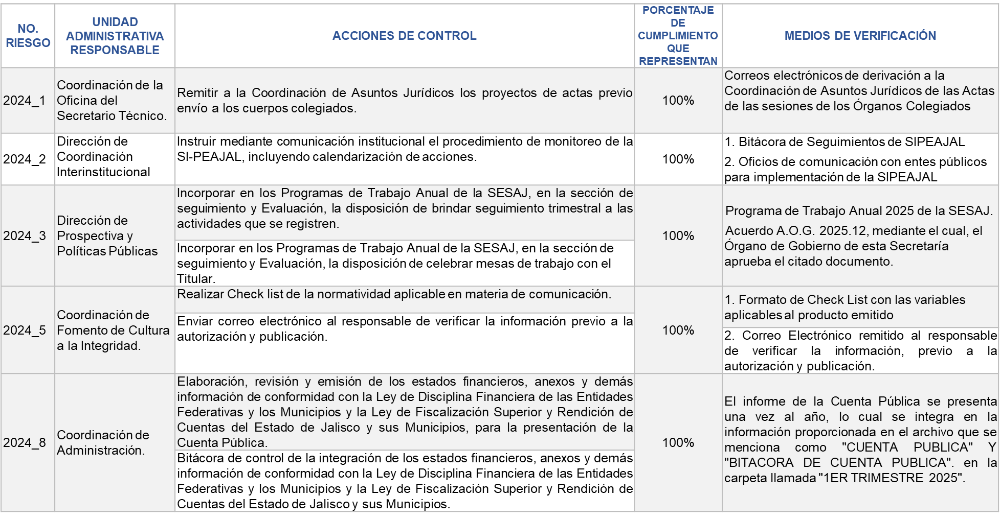 NO.
RIESGO
UNIDAD
ADMINISTRATIVA
RESPONSABLE
ACCIONES DE CONTROL
PORCENTAJE
DE
CUMPLIMIENTO
QUE
REPRESENTAN
MEDIOS DE VERIFICACIÓN
2024_1
Coordinación de la
Oficina del
Secretario Técnico.
Remitir a la Coordinación de Asuntos Jurídicos los proyectos de actas previo
envío a los cuerpos colegiados.
100%
Correos electrónicos de derivación a la
Coordinación de Asuntos Jurídicos de las Actas
de las sesiones de los Órganos Colegiados
2024_2
Dirección de
Coordinación
Interinstitucional
Instruir mediante comunicación institucional el procedimiento de monitoreo de la
SI-PEAJAL, incluyendo calendarización de acciones.
100%
1. Bitácora de Seguimientos de SIPEAJAL
2. Oficios de comunicación con entes públicos
para implementación de la SIPEAJAL
2024_3
Dirección de
Prospectiva y
Políticas Públicas
Incorporar en los Programas de Trabajo Anual de la SESAJ, en la sección de
seguimiento y Evaluación, la disposición de brindar seguimiento trimestral a las
actividades que se registren.
Incorporar en los Programas de Trabajo Anual de la SESAJ, en la sección de
seguimiento y Evaluación, la disposición de celebrar mesas de trabajo con el
Titular.
100%
Programa de Trabajo Anual 2025 de la SESAJ.
Acuerdo A.O.G. 2025.12, mediante el cual, el
Órgano de Gobierno de esta Secretaría
aprueba el citado documento.
2024_5
Coordinación de
Fomento de Cultura
a la Integridad.
Realizar Check list de la normatividad aplicable en materia de comunicación.
Enviar correo electrónico al responsable de verificar la información previo a la
autorización y publicación.
100%
1. Formato de Check List con las variables
aplicables al producto emitido
2. Correo Electrónico remitido al responsable
de verificar la información, previo a la
autorización y publicación.
2024_8
Coordinación de
Administración.
Elaboración, revisión y emisión de los estados financieros, anexos y demás
información de conformidad con la Ley de Disciplina Financiera de las Entidades
Federativas y los Municipios y la Ley de Fiscalización Superior y Rendición de
Cuentas del Estado de Jalisco y sus Municipios, para la presentación de la
Cuenta Pública.
Bitácora de control de la integración de los estados financieros, anexos y demás
información de conformidad con la Ley de Disciplina Financiera de las Entidades
Federativas y los Municipios y la Ley de Fiscalización Superior y Rendición de
Cuentas del Estado de Jalisco y sus Municipios.
100%
El informe de la Cuenta Pública se presenta
una vez al año, lo cual se integra en la
información proporcionada en el archivo que se
menciona como "CUENTA PUBLICA" Y
"BITACORA DE CUENTA PUBLICA". en la
carpeta llamada "1ER TRIMESTRE 2025".